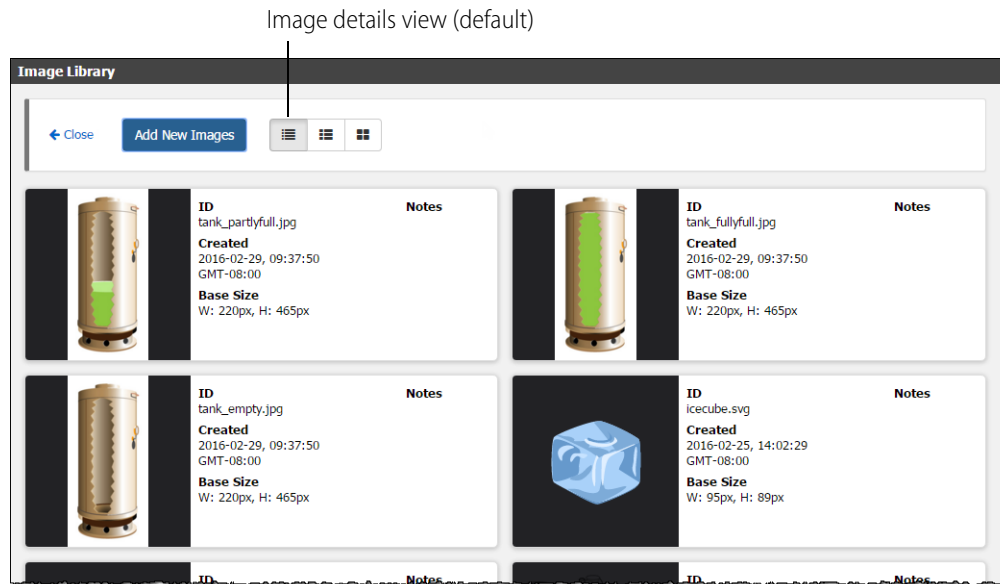 Image details view (default)
Image Library
Close
Add New Images
ID
Notes
tank_partlyfull.jpg
Created
2016-02-29, 09:37:50
GMT-08:00
Base Size
W: 220px, H: 465px
ID
Notes
tank_fullyfull.jpg
Created
2016-02-29, 09:37:50
GMT-08:00
Base Size
W: 220px, H: 465px
ID
Notes
tank_empty.jpg
Created
2016-02-29, 09:37:50
GMT-08:00
Base Size
W: 220px, H: 465px
ID
Notes
icecube.svg
Created
2016-02-25, 14:02:29
GMT-08:00
Base Size
W: 95px, H: 89px
ID
Notes
ID
Notes